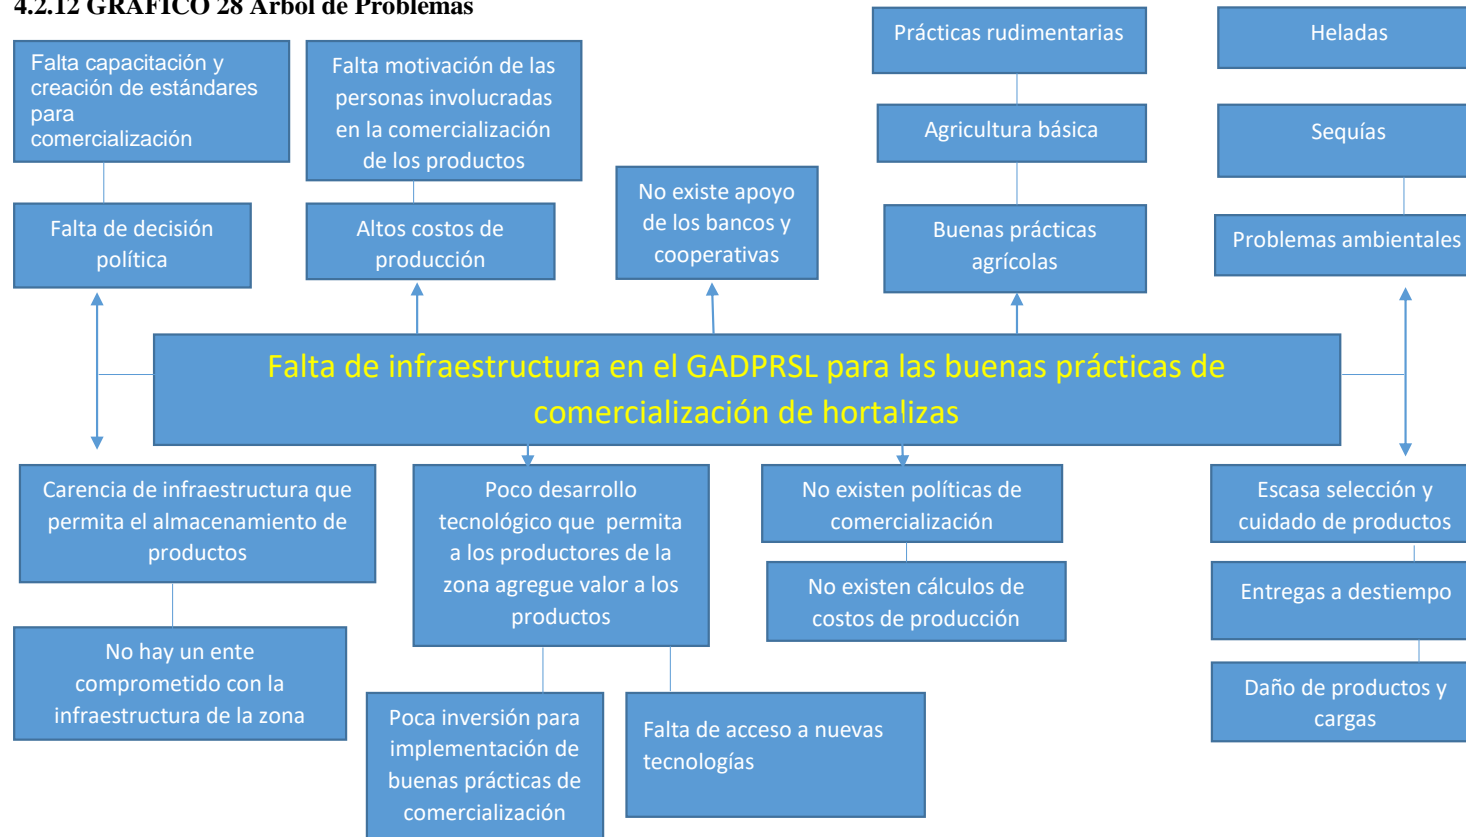 4.2.12 GRÁFICO 28 Árbol de Problemas
Falta capacitación y
creación de estándares
para
comercialización
Falta motivación de las
personas involucradas
en la comercialización
de los productos
Prácticas rudimentarias
Heladas
Agricultura básica
Sequías
No existe apoyo
de los bancos y
cooperativas
Falta de decisión
política
Altos costos de
producción
Buenas prácticas
agrícolas
Problemas ambientales
Falta de infraestructura en el GADPRSL para las buenas prácticas de
comercialización de hortalizas
Carencia de infraestructura que
permita el almacenamiento de
productos
Poco desarrollo
tecnológico que permita
a los productores de la
zona agregue valor a los
productos
No existen políticas de
comercialización
Escasa selección y
cuidado de productos
No existen cálculos de
costos de producción
Entregas a destiempo
No hay un ente
comprometido con la
infraestructura de la zona
Poca inversión para
implementación de
buenas prácticas de
comercialización
Falta de acceso a nuevas
tecnologías
Daño de productos y
cargas